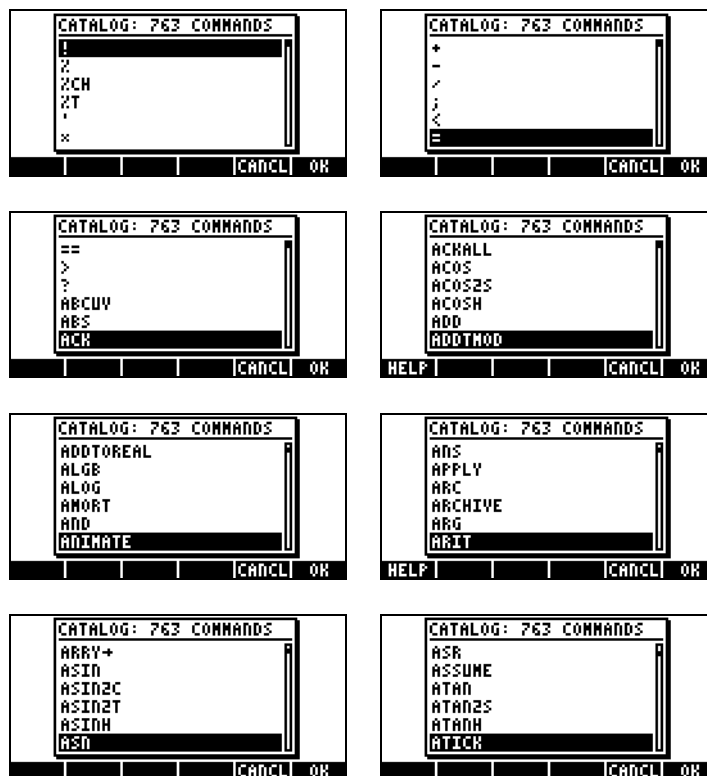 CATALOG: 763 COMMANDS
!
%
%CH
%T
'
×
CANCL OK
CATALOG: 763 COMMANDS
+
-
/
;
<
=
CANCL OK
CATALOG: 763 COMMANDS
==
>
?
ABCUV
ABS
ACK
CANCL OK
CATALOG: 763 COMMANDS
ACKALL
ACOS
ACOS2S
ACOSH
ADD
ADDTMOD
HELP CANCL OK
CATALOG: 763 COMMANDS
ADDTOREAL
ALGB
ALOG
AMORT
AND
ANIMATE
CANCL OK
CATALOG: 763 COMMANDS
ANS
APPLY
ARC
ARCHIVE
ARG
ARIT
HELP CANCL OK
CATALOG: 763 COMMANDS
ARRY→
ASIN
ASIN2C
ASIN2T
ASINH
ASN
CANCL OK
CATALOG: 763 COMMANDS
ASR
ASSUME
ATAN
ATAN2S
ATANH
ATICK
CANCL OK